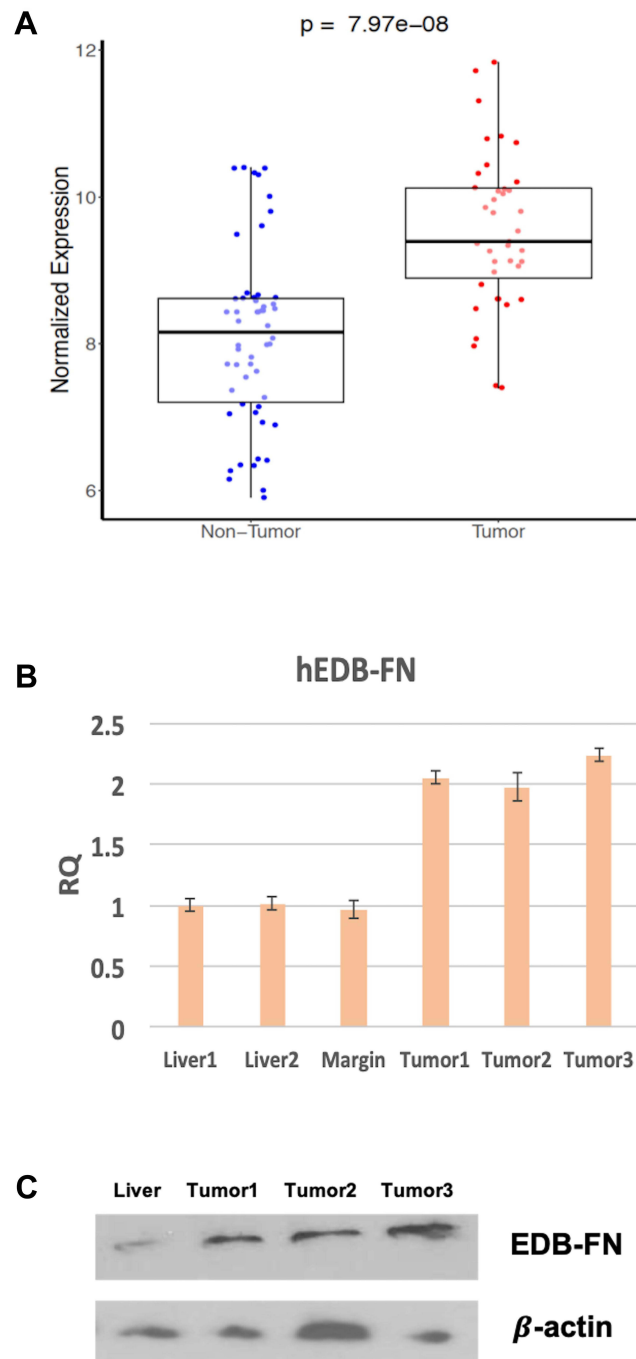 A
p = 7.97e−08
Normalized Expression
12
10
8
6
Non−Tumor Tumor
B
hEDB-FN
RQ
2.5
2
1.5
1
0.5
0
Liver1 Liver2 Margin Tumor1 Tumor2 Tumor3
C
Liver Tumor1 Tumor2 Tumor3
EDB-FN
β-actin